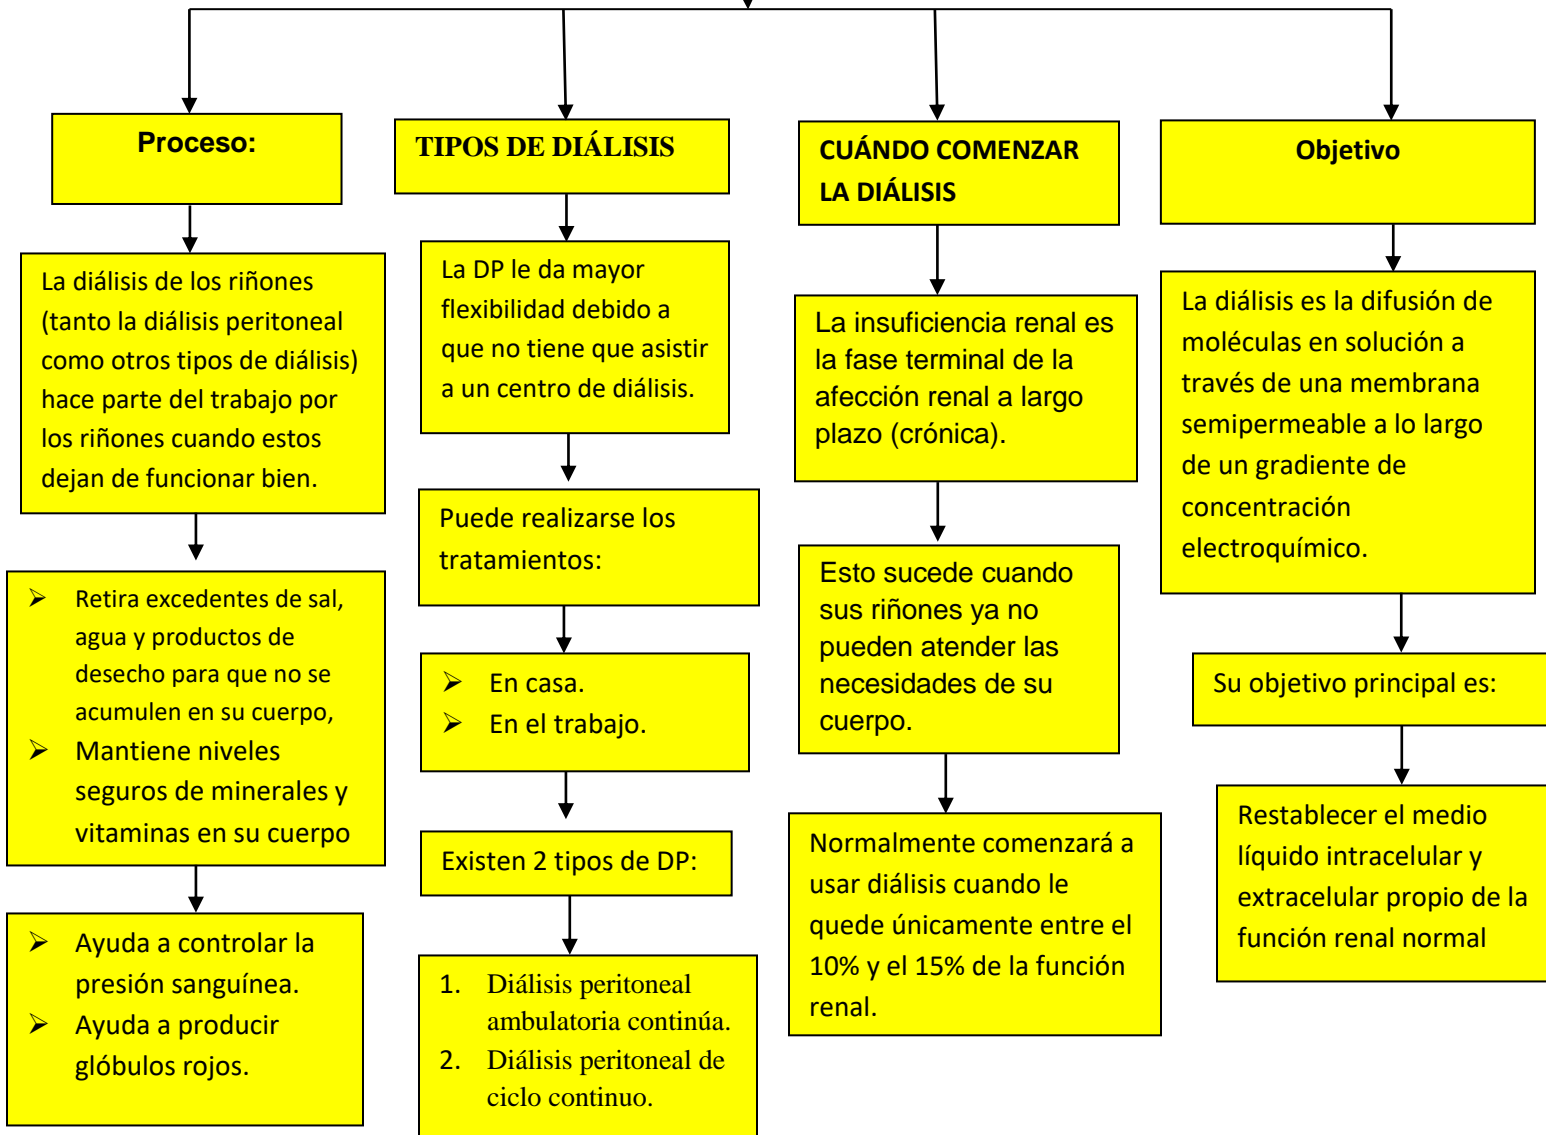 Proceso:
La diálisis de los riñones
(tanto la diálisis peritoneal
como otros tipos de diálisis)
hace parte del trabajo por
los riñones cuando estos
dejan de funcionar bien.
➢ Retira excedentes de sal,
agua y productos de
desecho para que no se
acumulen en su cuerpo,
➢ Mantiene niveles
seguros de minerales y
vitaminas en su cuerpo
➢ Ayuda a controlar la
presión sanguínea.
➢ Ayuda a producir
glóbulos rojos.
TIPOS DE DIÁLISIS
La DP le da mayor
flexibilidad debido a
que no tiene que asistir
a un centro de diálisis.
Puede realizarse los
tratamientos:
➢ En casa.
➢ En el trabajo.
Existen 2 tipos de DP:
1. Diálisis peritoneal
ambulatoria continúa.
2. Diálisis peritoneal de
ciclo continuo.
CUÁNDO COMENZAR
LA DIÁLISIS
La insuficiencia renal es
la fase terminal de la
afección renal a largo
plazo (crónica).
Esto sucede cuando
sus riñones ya no
pueden atender las
necesidades de su
cuerpo.
Normalmente comenzará a
usar diálisis cuando le
quede únicamente entre el
10% y el 15% de la función
renal.
Objetivo
La diálisis es la difusión de
moléculas en solución a
través de una membrana
semipermeable a lo largo
de un gradiente de
concentración
electroquímico.
Su objetivo principal es:
Restablecer el medio
líquido intracelular y
extracelular propio de la
función renal normal